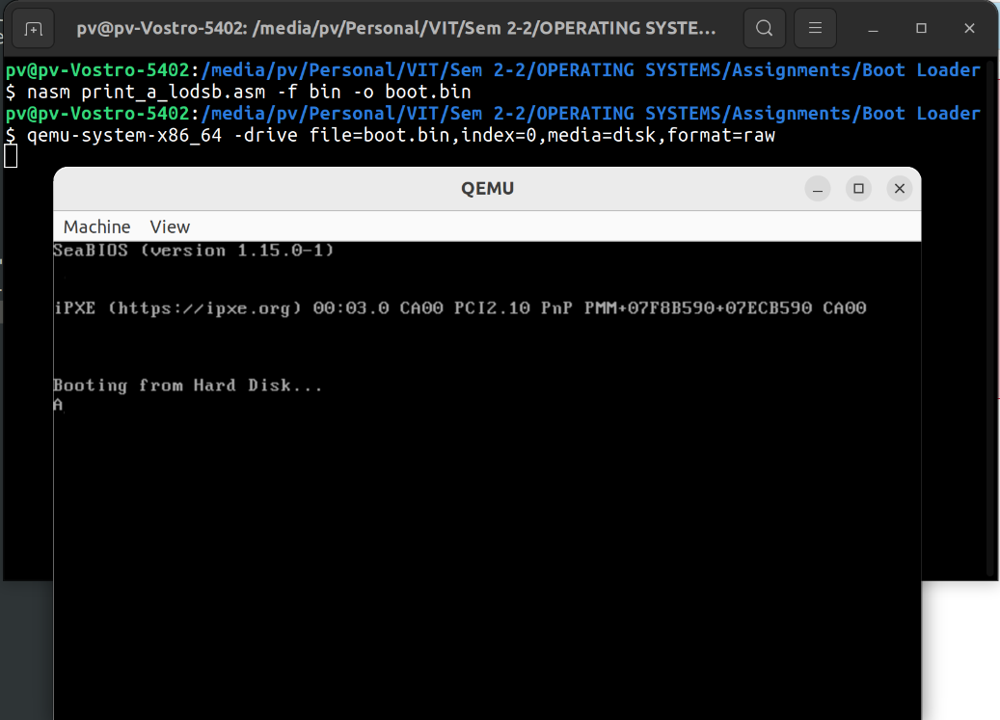 pv@pv-Vostro-5402: /media/pv/Personal/VIT/Sem 2-2/OPERATING SYSTE...
pv@pv-Vostro-5402:/media/pv/Personal/VIT/Sem 2-2/OPERATING SYSTEMS/Assignments/Boot Loader
$ nasm print_a_lodsb.asm -f bin -o boot.bin
pv@pv-Vostro-5402:/media/pv/Personal/VIT/Sem 2-2/OPERATING SYSTEMS/Assignments/Boot Loader
$ qemu-system-x86_64 -drive file=boot.bin,index=0,media=disk,format=raw
QEMU
Machine View
SeaBIOS (version 1.15.0-1)
iPXE (https://ipxe.org) 00:03.0 CA00 PCI2.10 PnP PMM+07F8B590+07ECB590 CA00
Booting from Hard Disk...
A